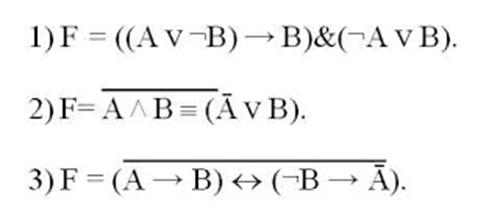 1) F = ((A ∨ ¬B) → B)&(¬A ∨ B).
2) F= A̅ ̅∧̅ ̅B̅ ̅≡̅ (Ā ∨ B).
3) F = (A̅ ̅→̅ ̅B̅)̅ ̅↔̅ ̅(̅¬̅B̅ ̅→̅ ̅Ā).